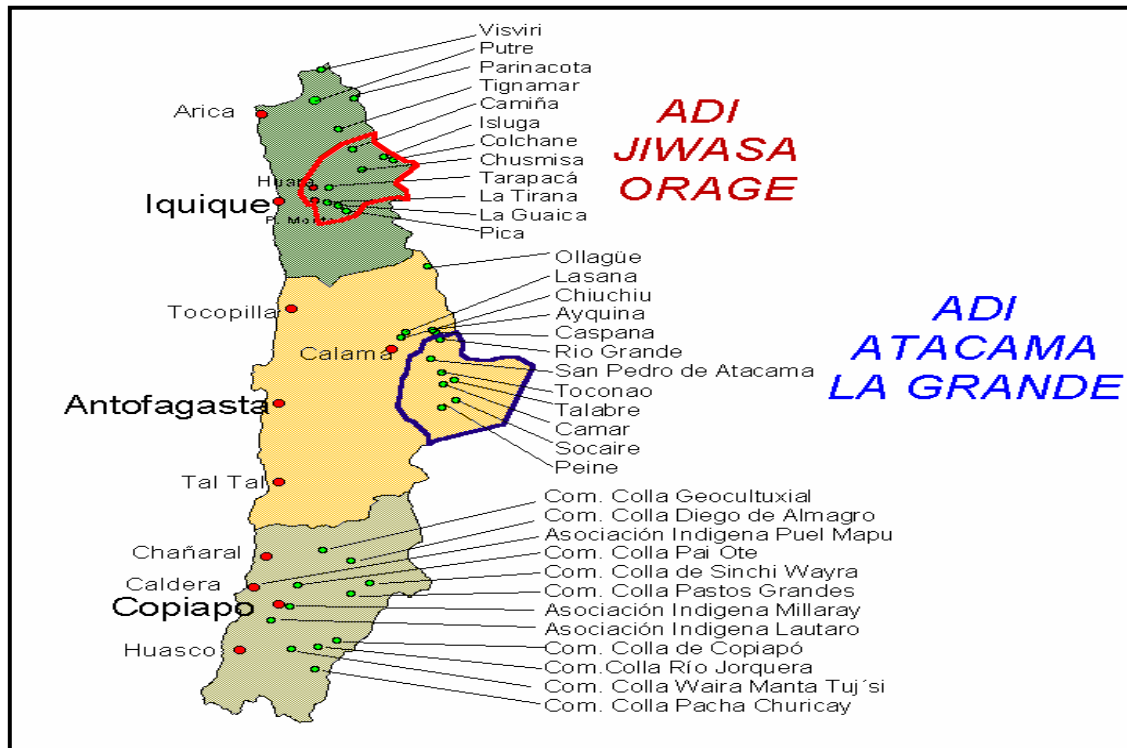 Visviri
Putre
Parinacota
Tignamar
Camiña
Isluga
Colchane
Chusmisa
Tarapacá
La Tirana
La Guaica
Pica
Arica
Huara
Iquique
P. Mont
ADI
JIWASA
ORAGE
Ollagüe
Lasana
Chiuchiu
Ayquina
Caspana
Rio Grande
San Pedro de Atacama
Toconao
Talabre
Camar
Socaire
Peine
Tocopilla
Calama
Antofagasta
Tal Tal
ADI
ATACAMA
LA GRANDE
Com. Colla Geocultuxial
Com. Colla Diego de Almagro
Asociación Indigena Puel Mapu
Com. Colla Pai Ote
Com. Colla de Sinchi Wayra
Com. Colla Pastos Grandes
Asociación Indigena Millaray
Asociación Indigena Lautaro
Com. Colla de Copiapó
Com.Colla Río Jorquera
Com. Colla Waira Manta Tuj´si
Com. Colla Pacha Churicay
Chañaral
Caldera
Copiapo
Huasco